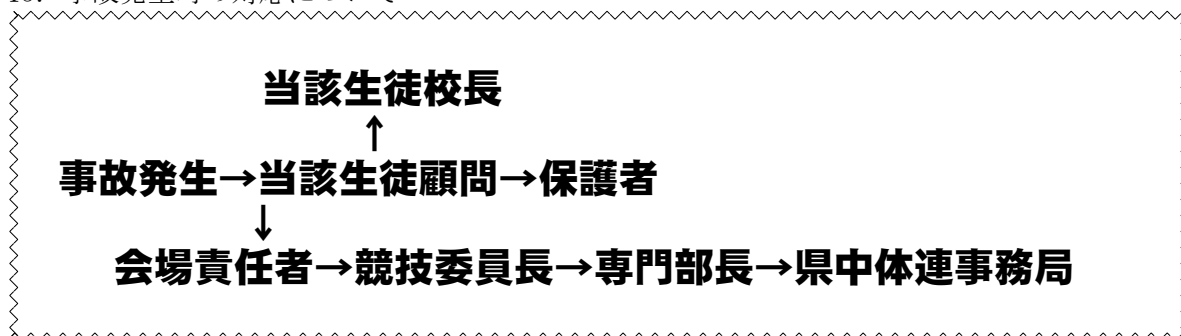 当該生徒校長
↑
事故発生→当該生徒顧問→保護者
↓
会場責任者→競技委員長→専門部長→県中体連事務局